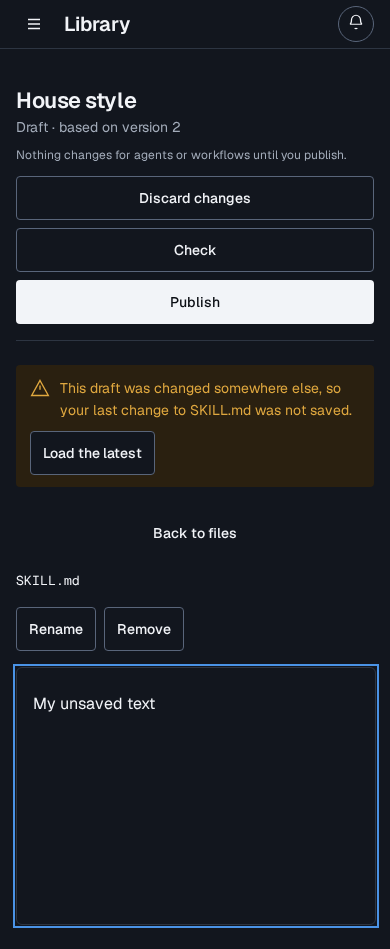 Library
House style
Draft · based on version 2
Nothing changes for agents or workflows until you publish.
Discard changes
Check
Publish
This draft was changed somewhere else, so
your last change to SKILL.md was not saved.
Load the latest
Back to files
SKILL.md
Rename
Remove
My unsaved text